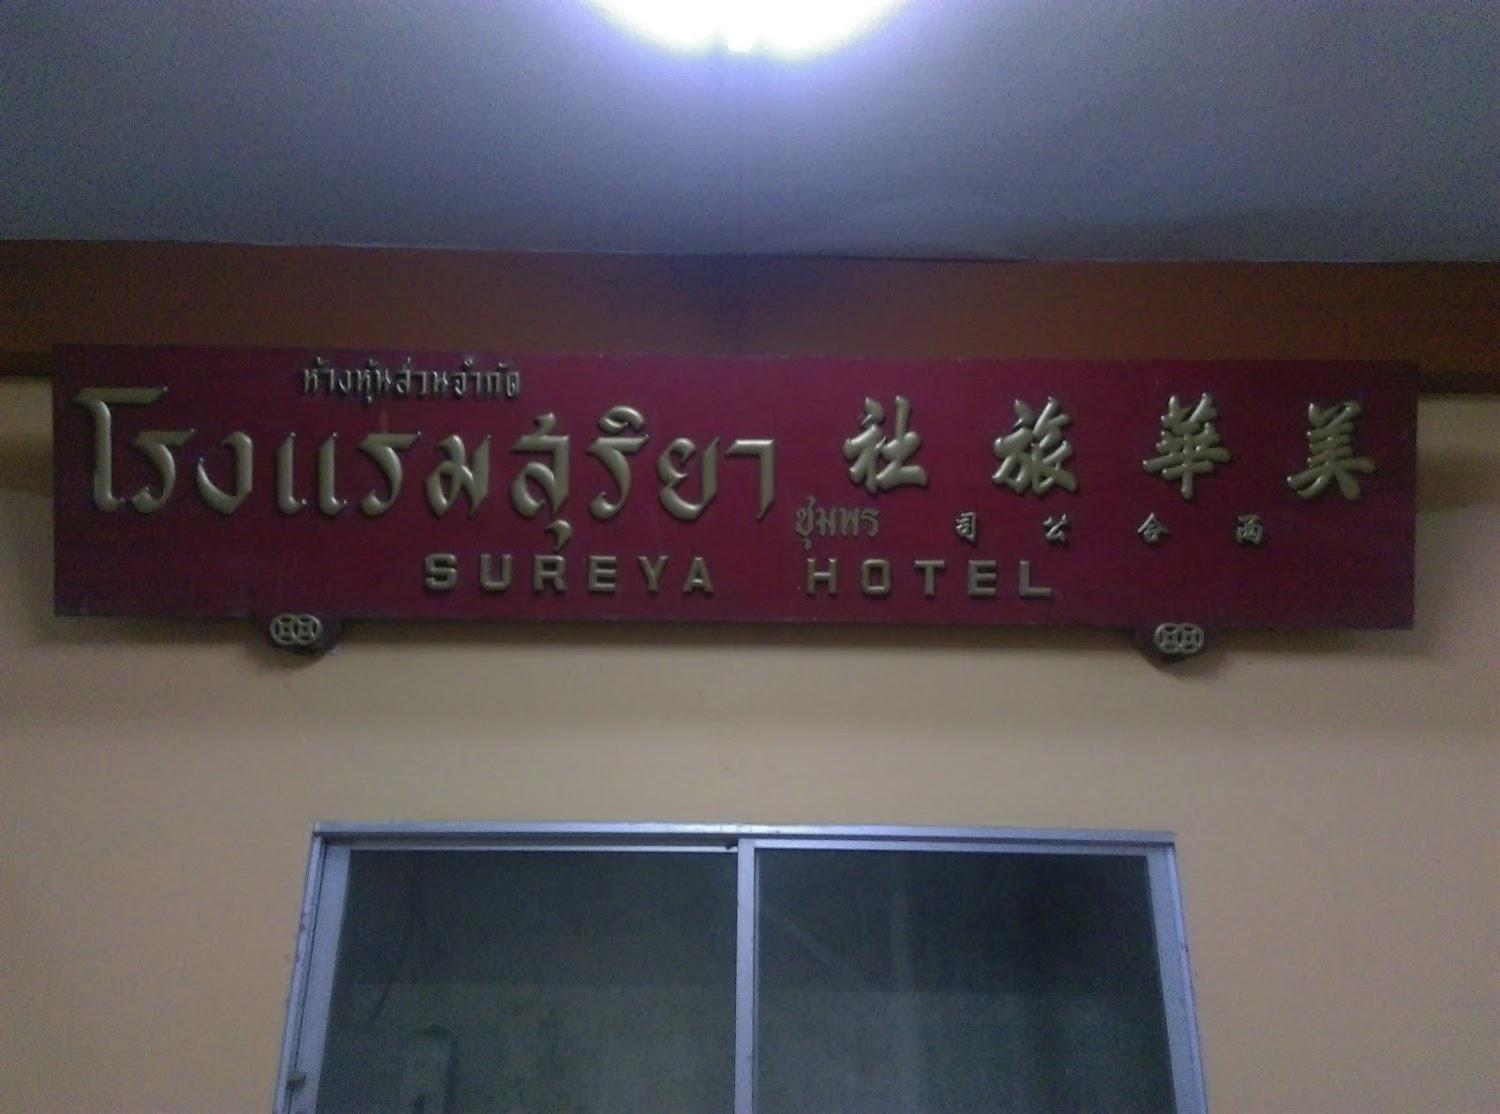 ห้างหุ้นส่วนจำกัด
โรงแรมสุริยา
ชุมพร
美華旅社
両合公司
SUREYA HOTEL